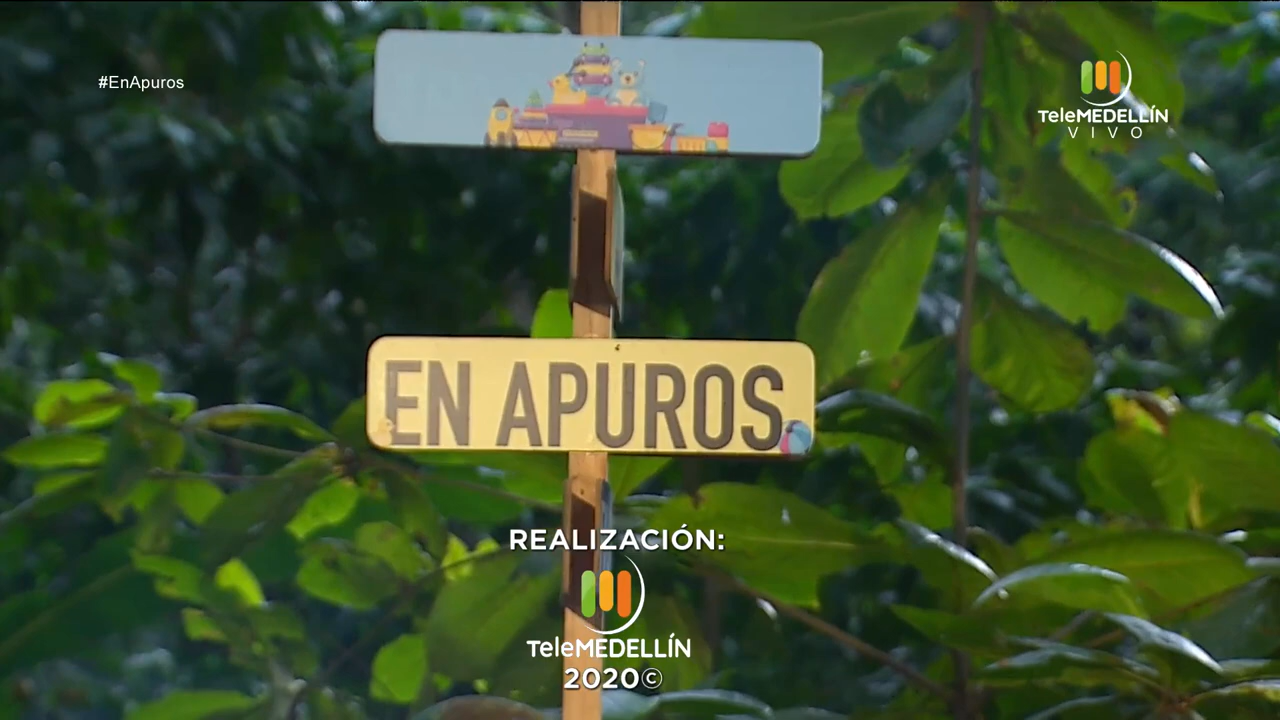 #EnApuros
TeleMEDELLÍN
VIVO
EN APUROS
REALIZACIÓN:
TeleMEDELLÍN
2020©